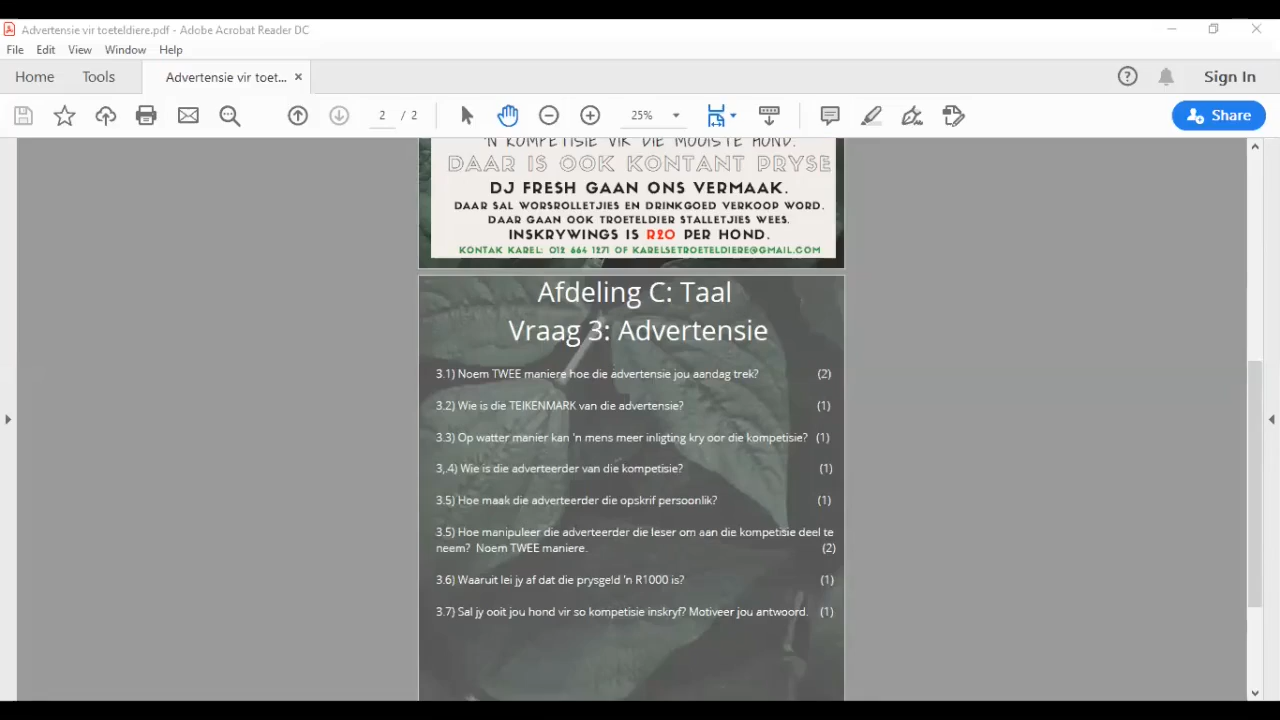 Advertensie vir toeteldiere.pdf - Adobe Acrobat Reader DC
File Edit View Window Help
Home Tools Advertensie vir toet... × Sign In
2 / 2 25% Share
'N KOMPETISIE VIR DIE MOOISTE HOND.
DAAR IS OOK KONTANT PRYSE
DJ FRESH GAAN ONS VERMAAK.
DAAR SAL WORSROLLETJIES EN DRINKGOED VERKOOP WORD.
DAAR GAAN OOK TROETELDIER STALLETJIES WEES.
INSKRYWINGS IS R20 PER HOND.
KONTAK KAREL: 012 664 1271 OF KARELSETROETELDIERE@GMAIL.COM
Afdeling C: Taal
Vraag 3: Advertensie
3.1) Noem TWEE maniere hoe die advertensie jou aandag trek? (2)
3.2) Wie is die TEIKENMARK van die advertensie? (1)
3.3) Op watter manier kan 'n mens meer inligting kry oor die kompetisie? (1)
3,.4) Wie is die adverteerder van die kompetisie? (1)
3.5) Hoe maak die adverteerder die opskrif persoonlik? (1)
3.5) Hoe manipuleer die adverteerder die leser om aan die kompetisie deel te
neem? Noem TWEE maniere. (2)
3.6) Waaruit lei jy af dat die prysgeld 'n R1000 is? (1)
3.7) Sal jy ooit jou hond vir so kompetisie inskryf? Motiveer jou antwoord. (1)